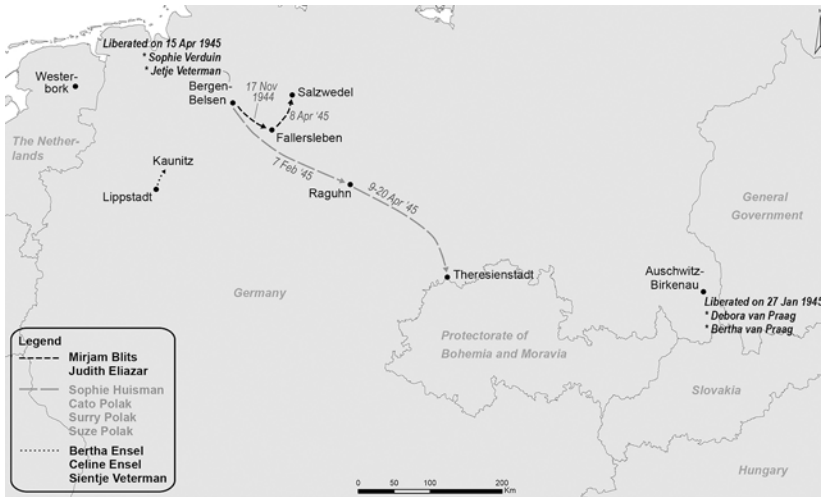 Liberated on 15 Apr 1945
* Sophie Verduin
* Jetje Veterman
Wester-
bork
Bergen-
Belsen
17 Nov
1944
Salzwedel
8 Apr '45
Fallersleben
The Nether-
lands
Kaunitz
Lippstadt
7 Feb '45
Raguhn
9-20 Apr '45
General
Government
Theresienstadt
Auschwitz-
Birkenau
Liberated on 27 Jan 1945
* Debora van Praag
* Bertha van Praag
Germany
Protectorate of
Bohemia and Moravia
Slovakia
Hungary
Legend
Mirjam Blits
Judith Eliazar
Sophie Huisman
Cato Polak
Surry Polak
Suze Polak
Bertha Ensel
Celine Ensel
Sientje Veterman
0 50 100 200
Km